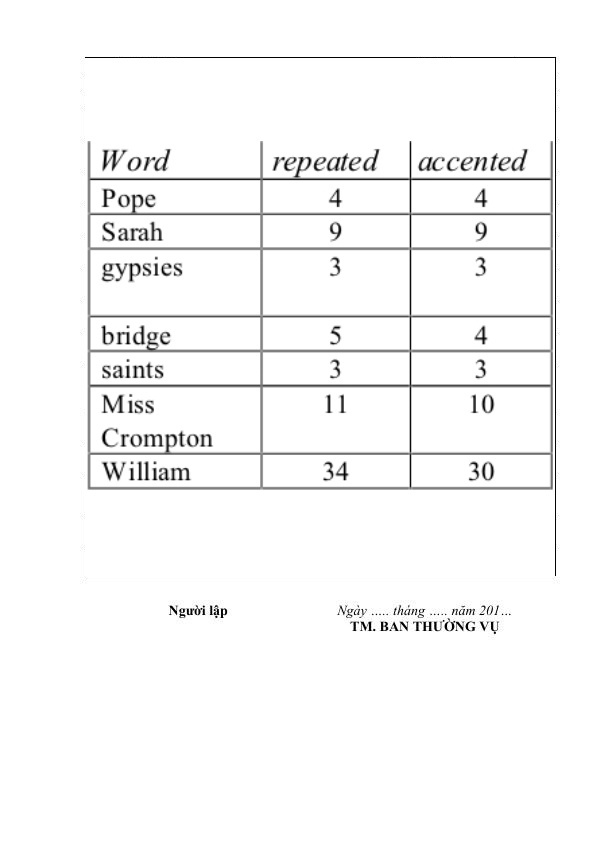 Word repeated accented
Pope 4 4
Sarah 9 9
gypsies 3 3
bridge 5 4
saints 3 3
Miss 11 10
Crompton
William 34 30
Người lập Ngày ..... tháng ..... năm 201...
TM. BAN THƯỜNG VỤ